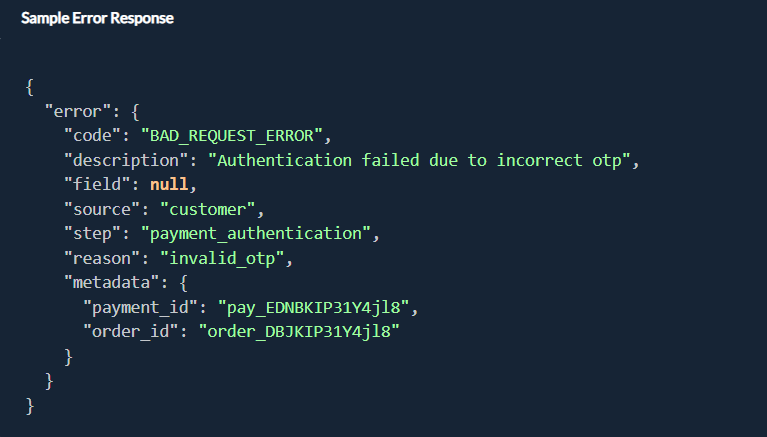 Sample Error Response
{
"error": {
"code": "BAD_REQUEST_ERROR",
"description": "Authentication failed due to incorrect otp",
"field": null,
"source": "customer",
"step": "payment_authentication",
"reason": "invalid_otp",
"metadata": {
"payment_id": "pay_EDNBKIP31Y4jl8",
"order_id": "order_DBJKIP31Y4jl8"
}
}
}